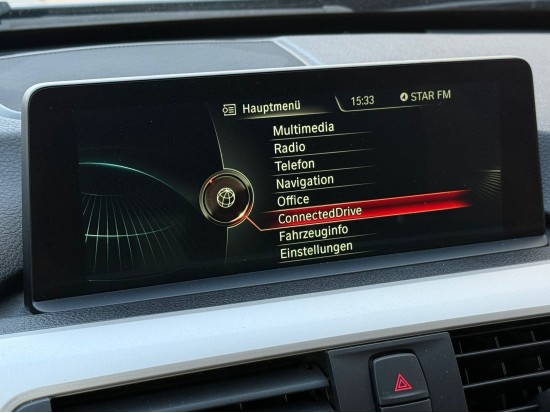 Hauptmenü 15:33 STAR FM
Multimedia
Radio
Telefon
Navigation
Office
ConnectedDrive
Fahrzeuginfo
Einstellungen